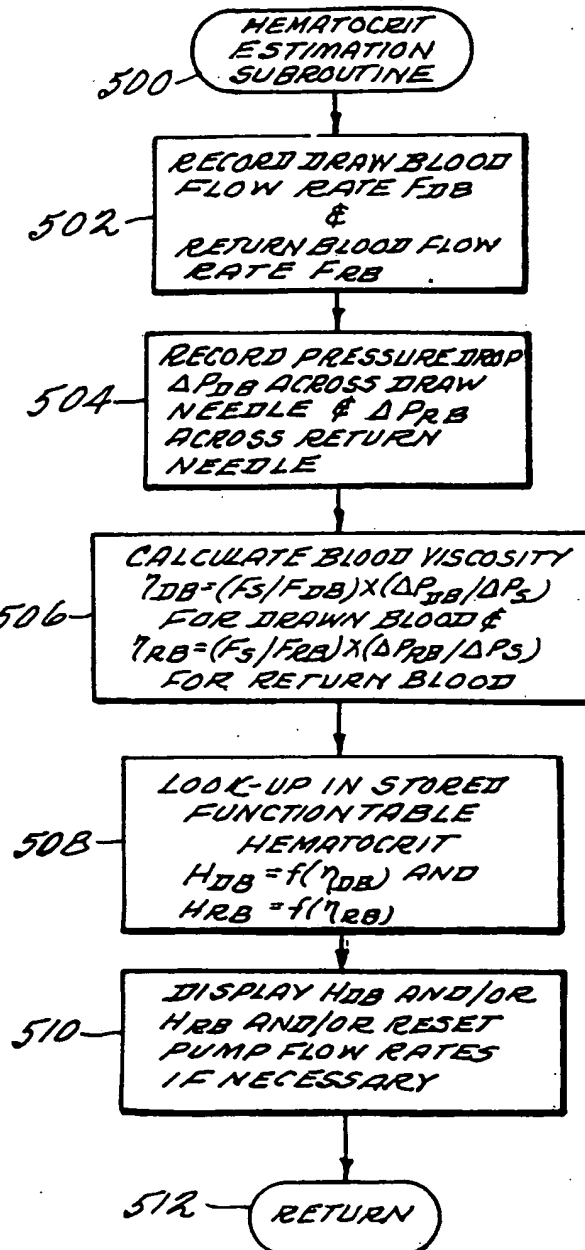 500
HEMATOCRIT
ESTIMATION
SUBROUTINE
502
RECORD DRAW BLOOD
FLOW RATE FDB
&
RETURN BLOOD FLOW
RATE FRB
504
RECORD PRESSURE DROP
ΔPDB ACROSS DRAW
NEEDLE & ΔPRB
ACROSS RETURN
NEEDLE
506
CALCULATE BLOOD VISCOSITY
ηDB=(FS/FDB)X(ΔPDB/ΔPS)
FOR DRAWN BLOOD &
ηRB=(FS/FRB)X(ΔPRB/ΔPS)
FOR RETURN BLOOD
508
LOOK-UP IN STORED
FUNCTION TABLE
HEMATOCRIT
HDB=f(ηDB) AND
HRB=f(ηRB)
510
DISPLAY HDB AND/OR
HRB AND/OR RESET
PUMP FLOW RATES
IF NECESSARY
512
RETURN